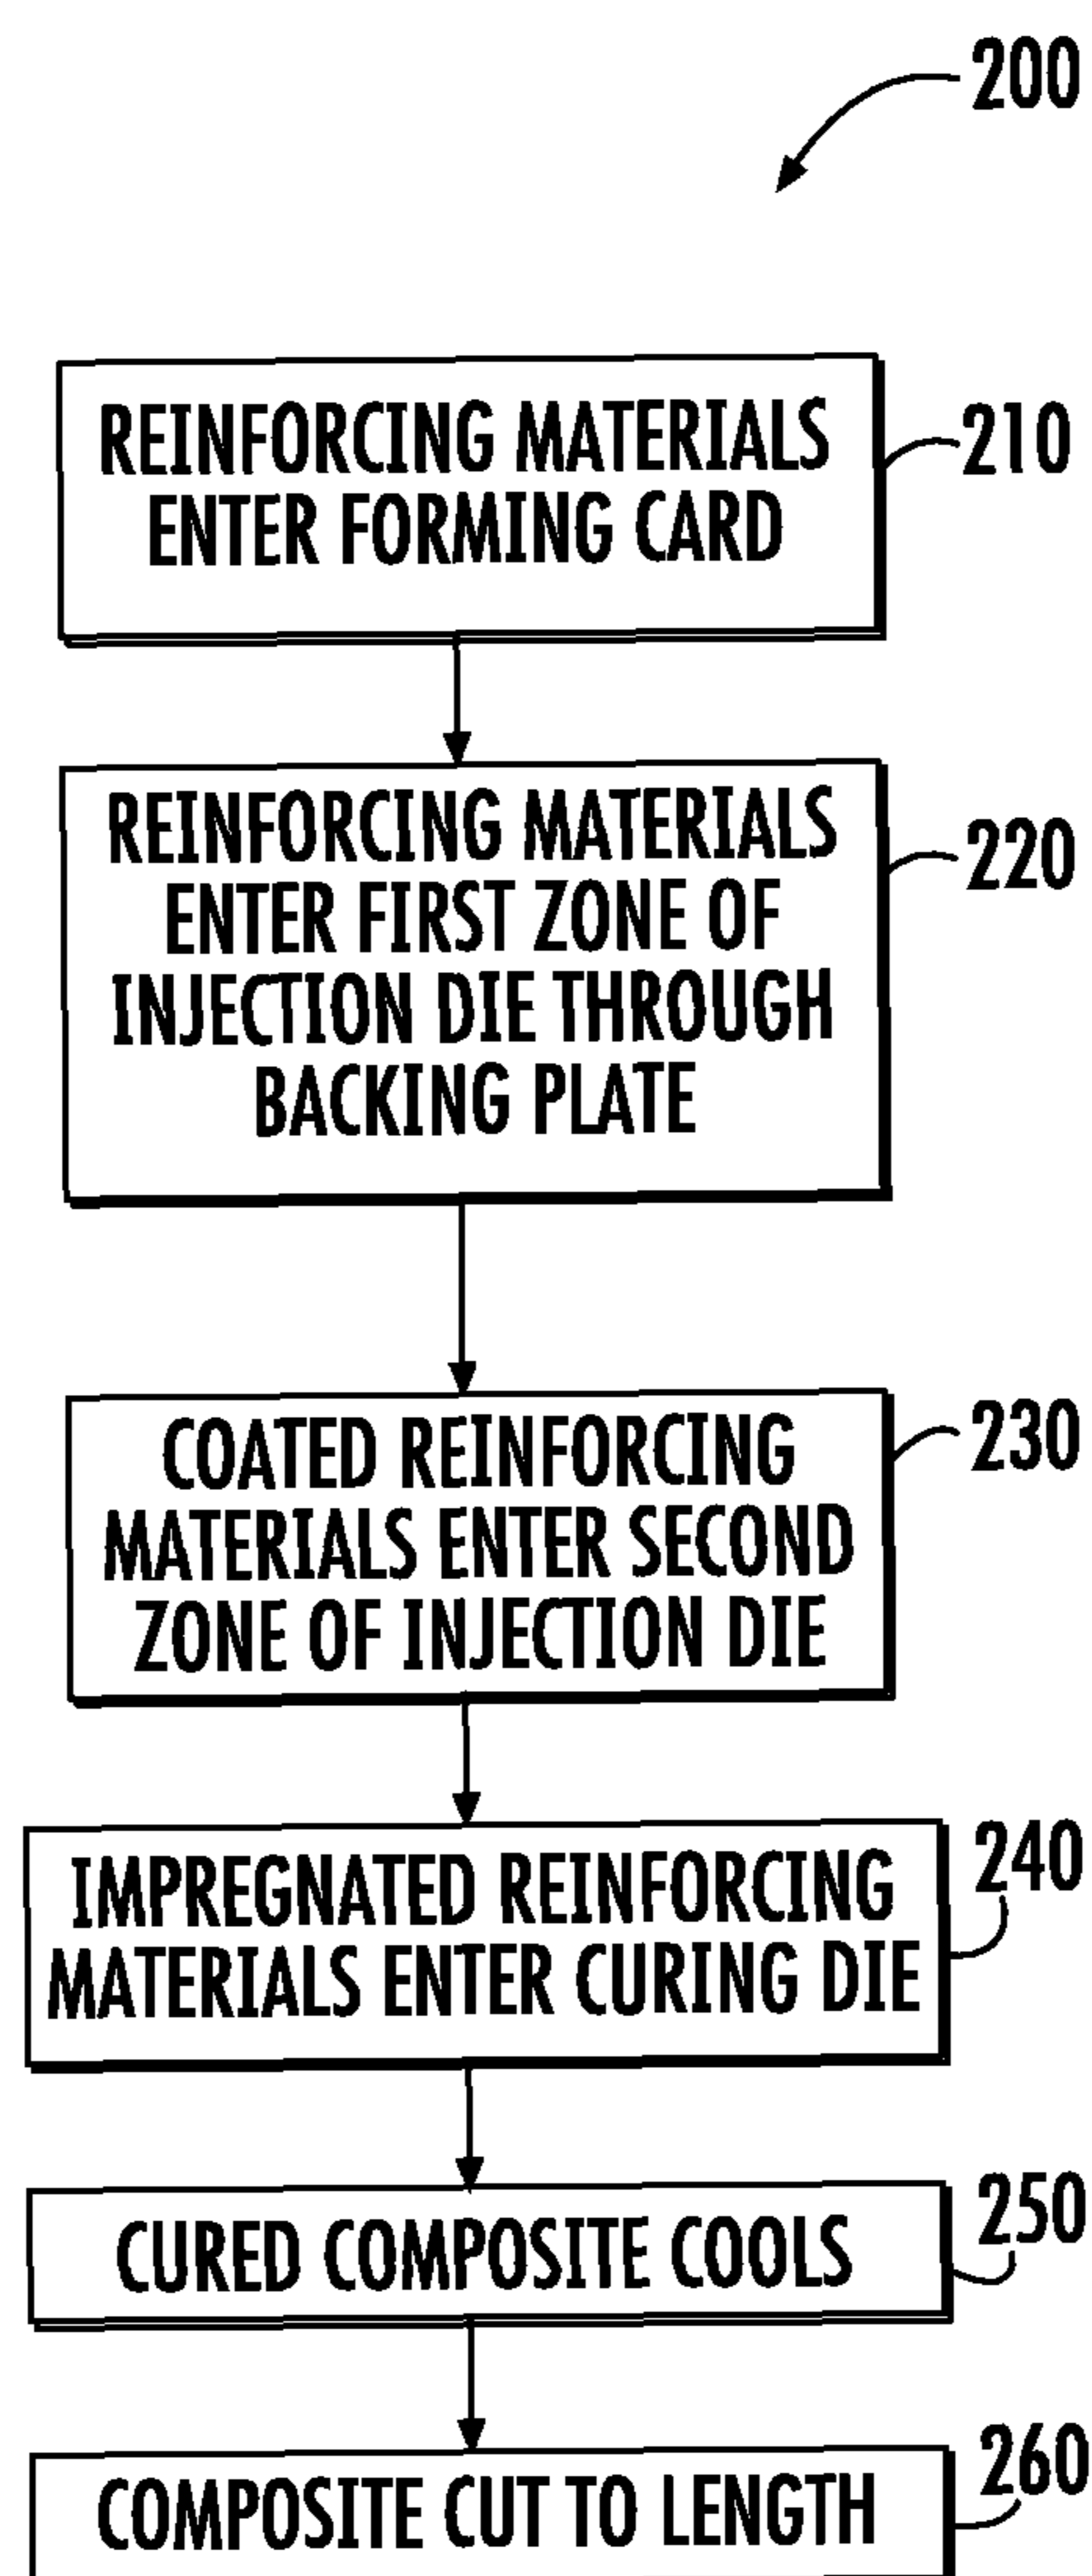 200
REINFORCING MATERIALS
ENTER FORMING CARD
210
REINFORCING MATERIALS
ENTER FIRST ZONE OF
INJECTION DIE THROUGH
BACKING PLATE
220
COATED REINFORCING
MATERIALS ENTER SECOND
ZONE OF INJECTION DIE
230
IMPREGNATED REINFORCING
MATERIALS ENTER CURING DIE
240
CURED COMPOSITE COOLS
250
COMPOSITE CUT TO LENGTH
260